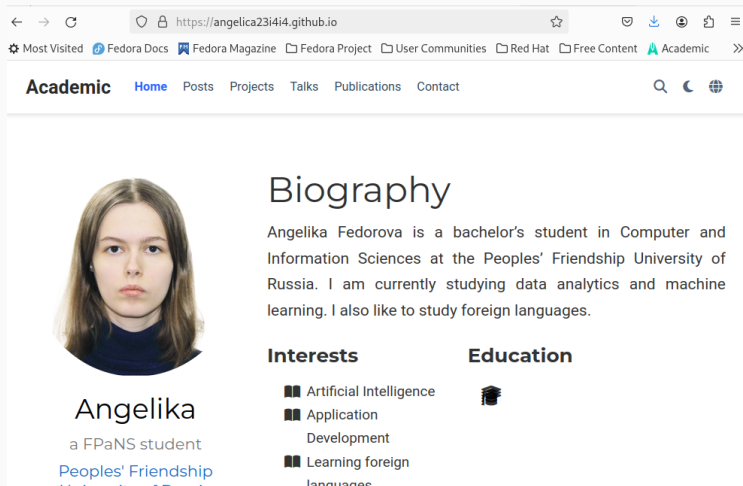 https://angelica23i4i4.github.io
Most Visited Fedora Docs Fedora Magazine Fedora Project User Communities Red Hat Free Content Academic
Academic Home Posts Projects Talks Publications Contact
Biography
Angelika Fedorova is a bachelor's student in Computer and
Information Sciences at the Peoples' Friendship University of
Russia. I am currently studying data analytics and machine
learning. I also like to study foreign languages.
Interests
Artificial Intelligence
Application
Development
Learning foreign
languages
Education
Angelika
a FPaNS student
Peoples' Friendship